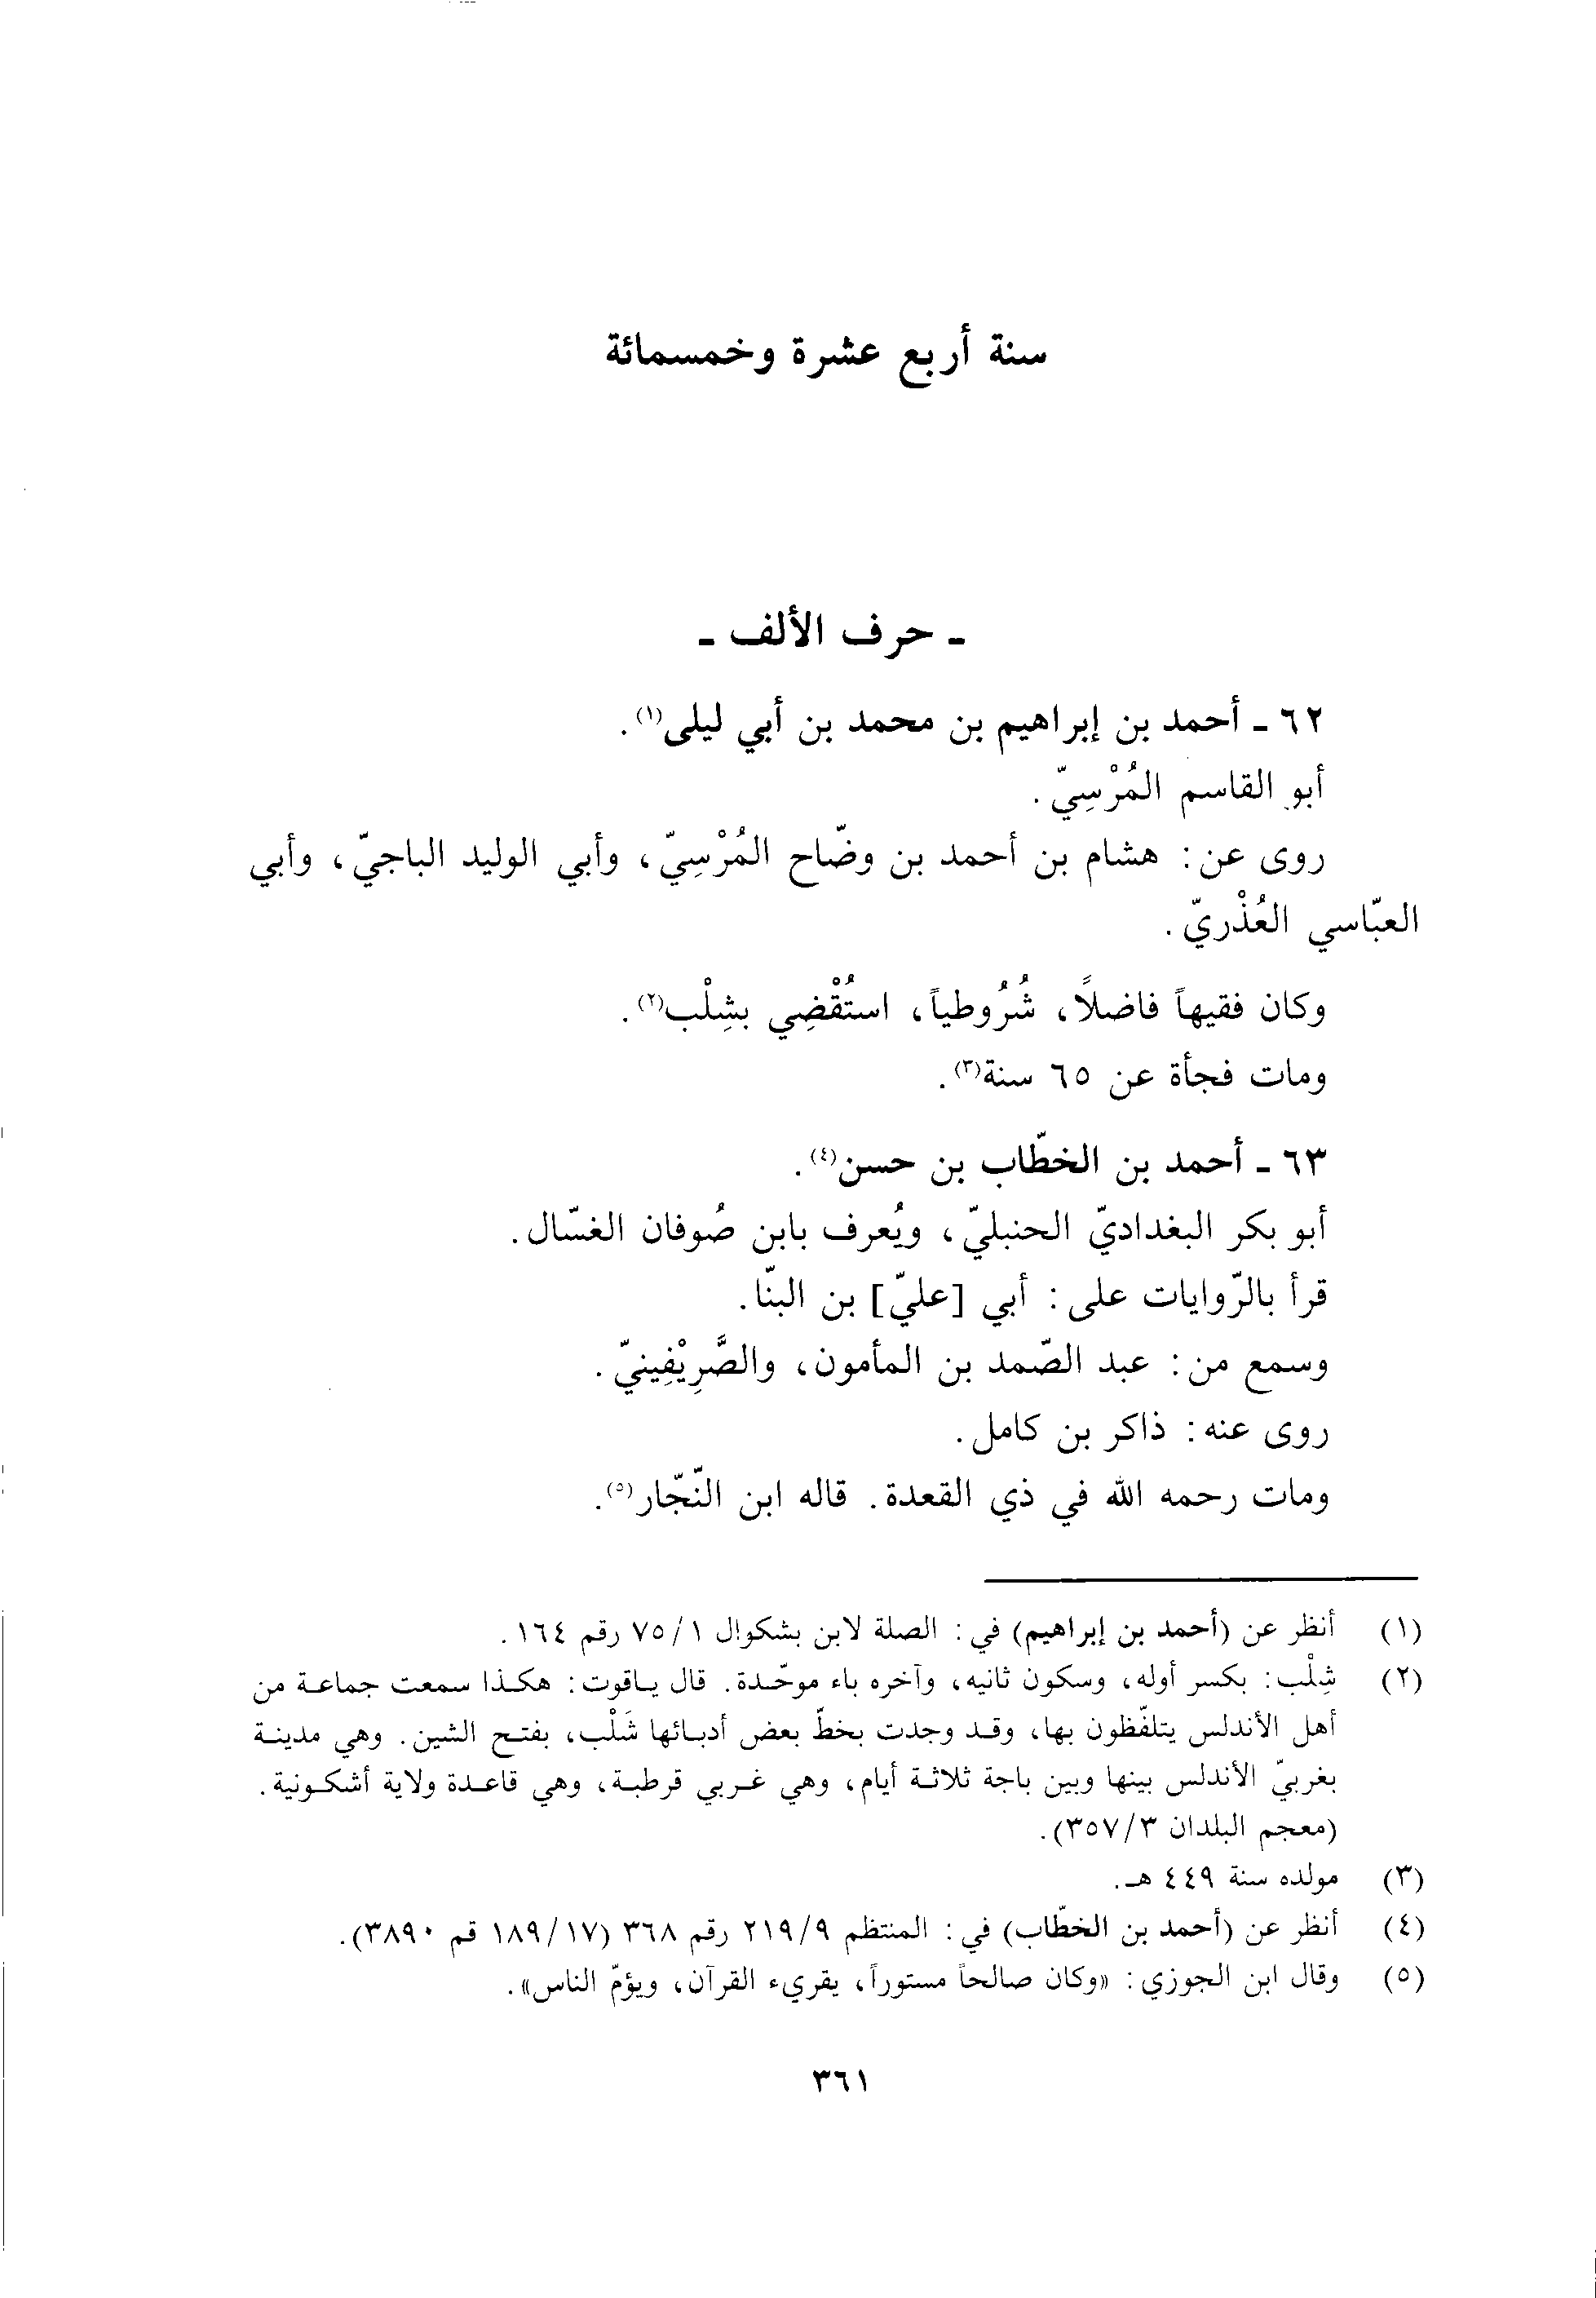 سنة أربع عشرة وخمسمائة
- حرف الألف -
٦٢ - أحمد بن إبراهيم بن محمد بن أبي ليلى(١).
أبو القاسم المُرْسِيّ.
روى عن: هشام بن أحمد بن وضّاح المُرْسِيّ، وأبي الوليد الباجيّ، وأبي
العبّاسي العُذْريّ.
وكان فقيهاً فاضلاً، شُرُوطياً، استُقْضِي بشِلْب(٢).
ومات فجأة عن ٦٥ سنة(٣).
٦٣ - أحمد بن الخطّاب بن حسن(٤).
أبو بكر البغداديّ الحنبليّ، ويُعرف بابن صُوفان الغسّال.
قرأ بالرّوايات على: أبي [عليّ] بن البنّا.
وسمع من: عبد الصّمد بن المأمون، والصَّرِيْفِينيّ.
روى عنه: ذاكر بن كامل.
ومات رحمه الله في ذي القعدة. قاله ابن النّجّار(٥).
(١) أنظر عن (أحمد بن إبراهيم) في: الصلة لابن بشكوال ١/٧٥ رقم ١٦٤.
(٢) شِلْب: بكسر أوله، وسكون ثانيه، وآخره باء موحّدة. قال ياقوت: هكذا سمعت جماعة من
أهل الأندلس يتلفّظون بها، وقد وجدت بخطّ بعض أدبائها شَلْب، بفتح الشين. وهي مدينة
بغربيّ الأندلس بينها وبين باجة ثلاثة أيام، وهي غربي قرطبة، وهي قاعدة ولاية أشكونية.
(معجم البلدان ٣/٣٥٧).
(٣) مولده سنة ٤٤٩ هـ.
(٤) أنظر عن (أحمد بن الخطّاب) في: المنتظم ٩/٢١٩ رقم ٣٦٨ (١٧/١٨٩ قم ٣٨٩٠).
(٥) وقال ابن الجوزي: «وكان صالحاً مستوراً، يقريء القرآن، ويؤمّ الناس».
٣٦١